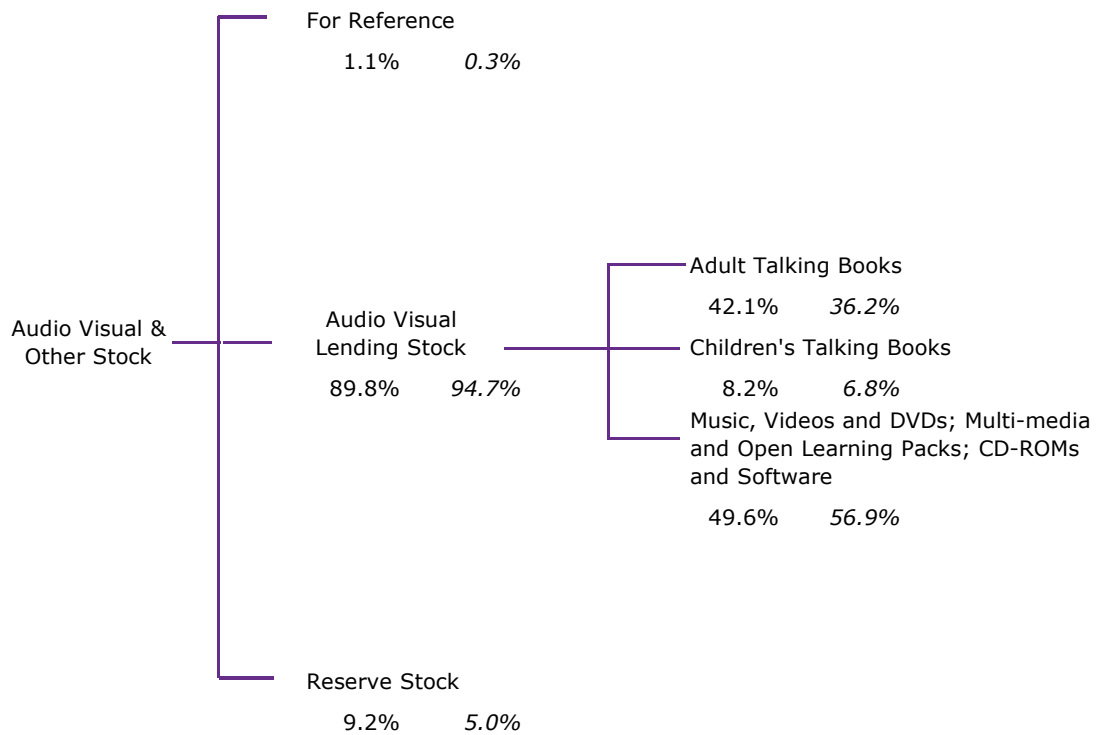 For Reference
1.1% 0.3%
Audio Visual &
Other Stock
Audio Visual
Lending Stock
89.8% 94.7%
Adult Talking Books
42.1% 36.2%
Children's Talking Books
8.2% 6.8%
Music, Videos and DVDs; Multi-media
and Open Learning Packs; CD-ROMs
and Software
49.6% 56.9%
Reserve Stock
9.2% 5.0%